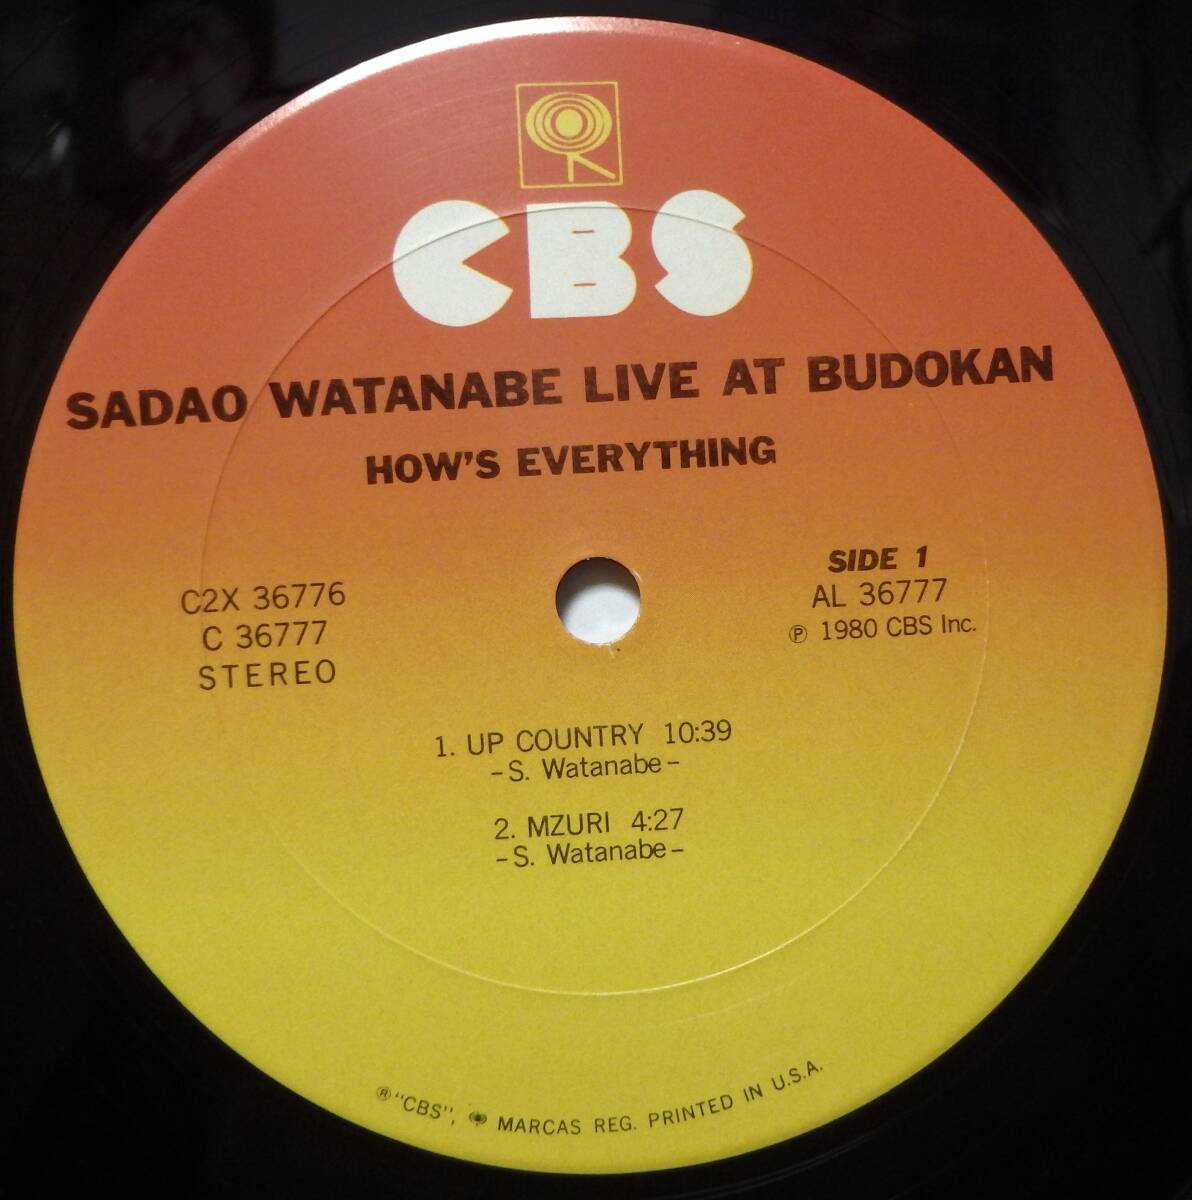 CBS
SADAO WATANABE LIVE AT BUDOKAN
HOW'S EVERYTHING
C2X 36776
C 36777
STEREO
SIDE 1
AL 36777
℗ 1980 CBS Inc.
1. UP COUNTRY 10:39
–S. Watanabe–
2. MZURI 4:27
–S. Watanabe–
® "CBS", MARCAS REG. PRINTED IN U.S.A.